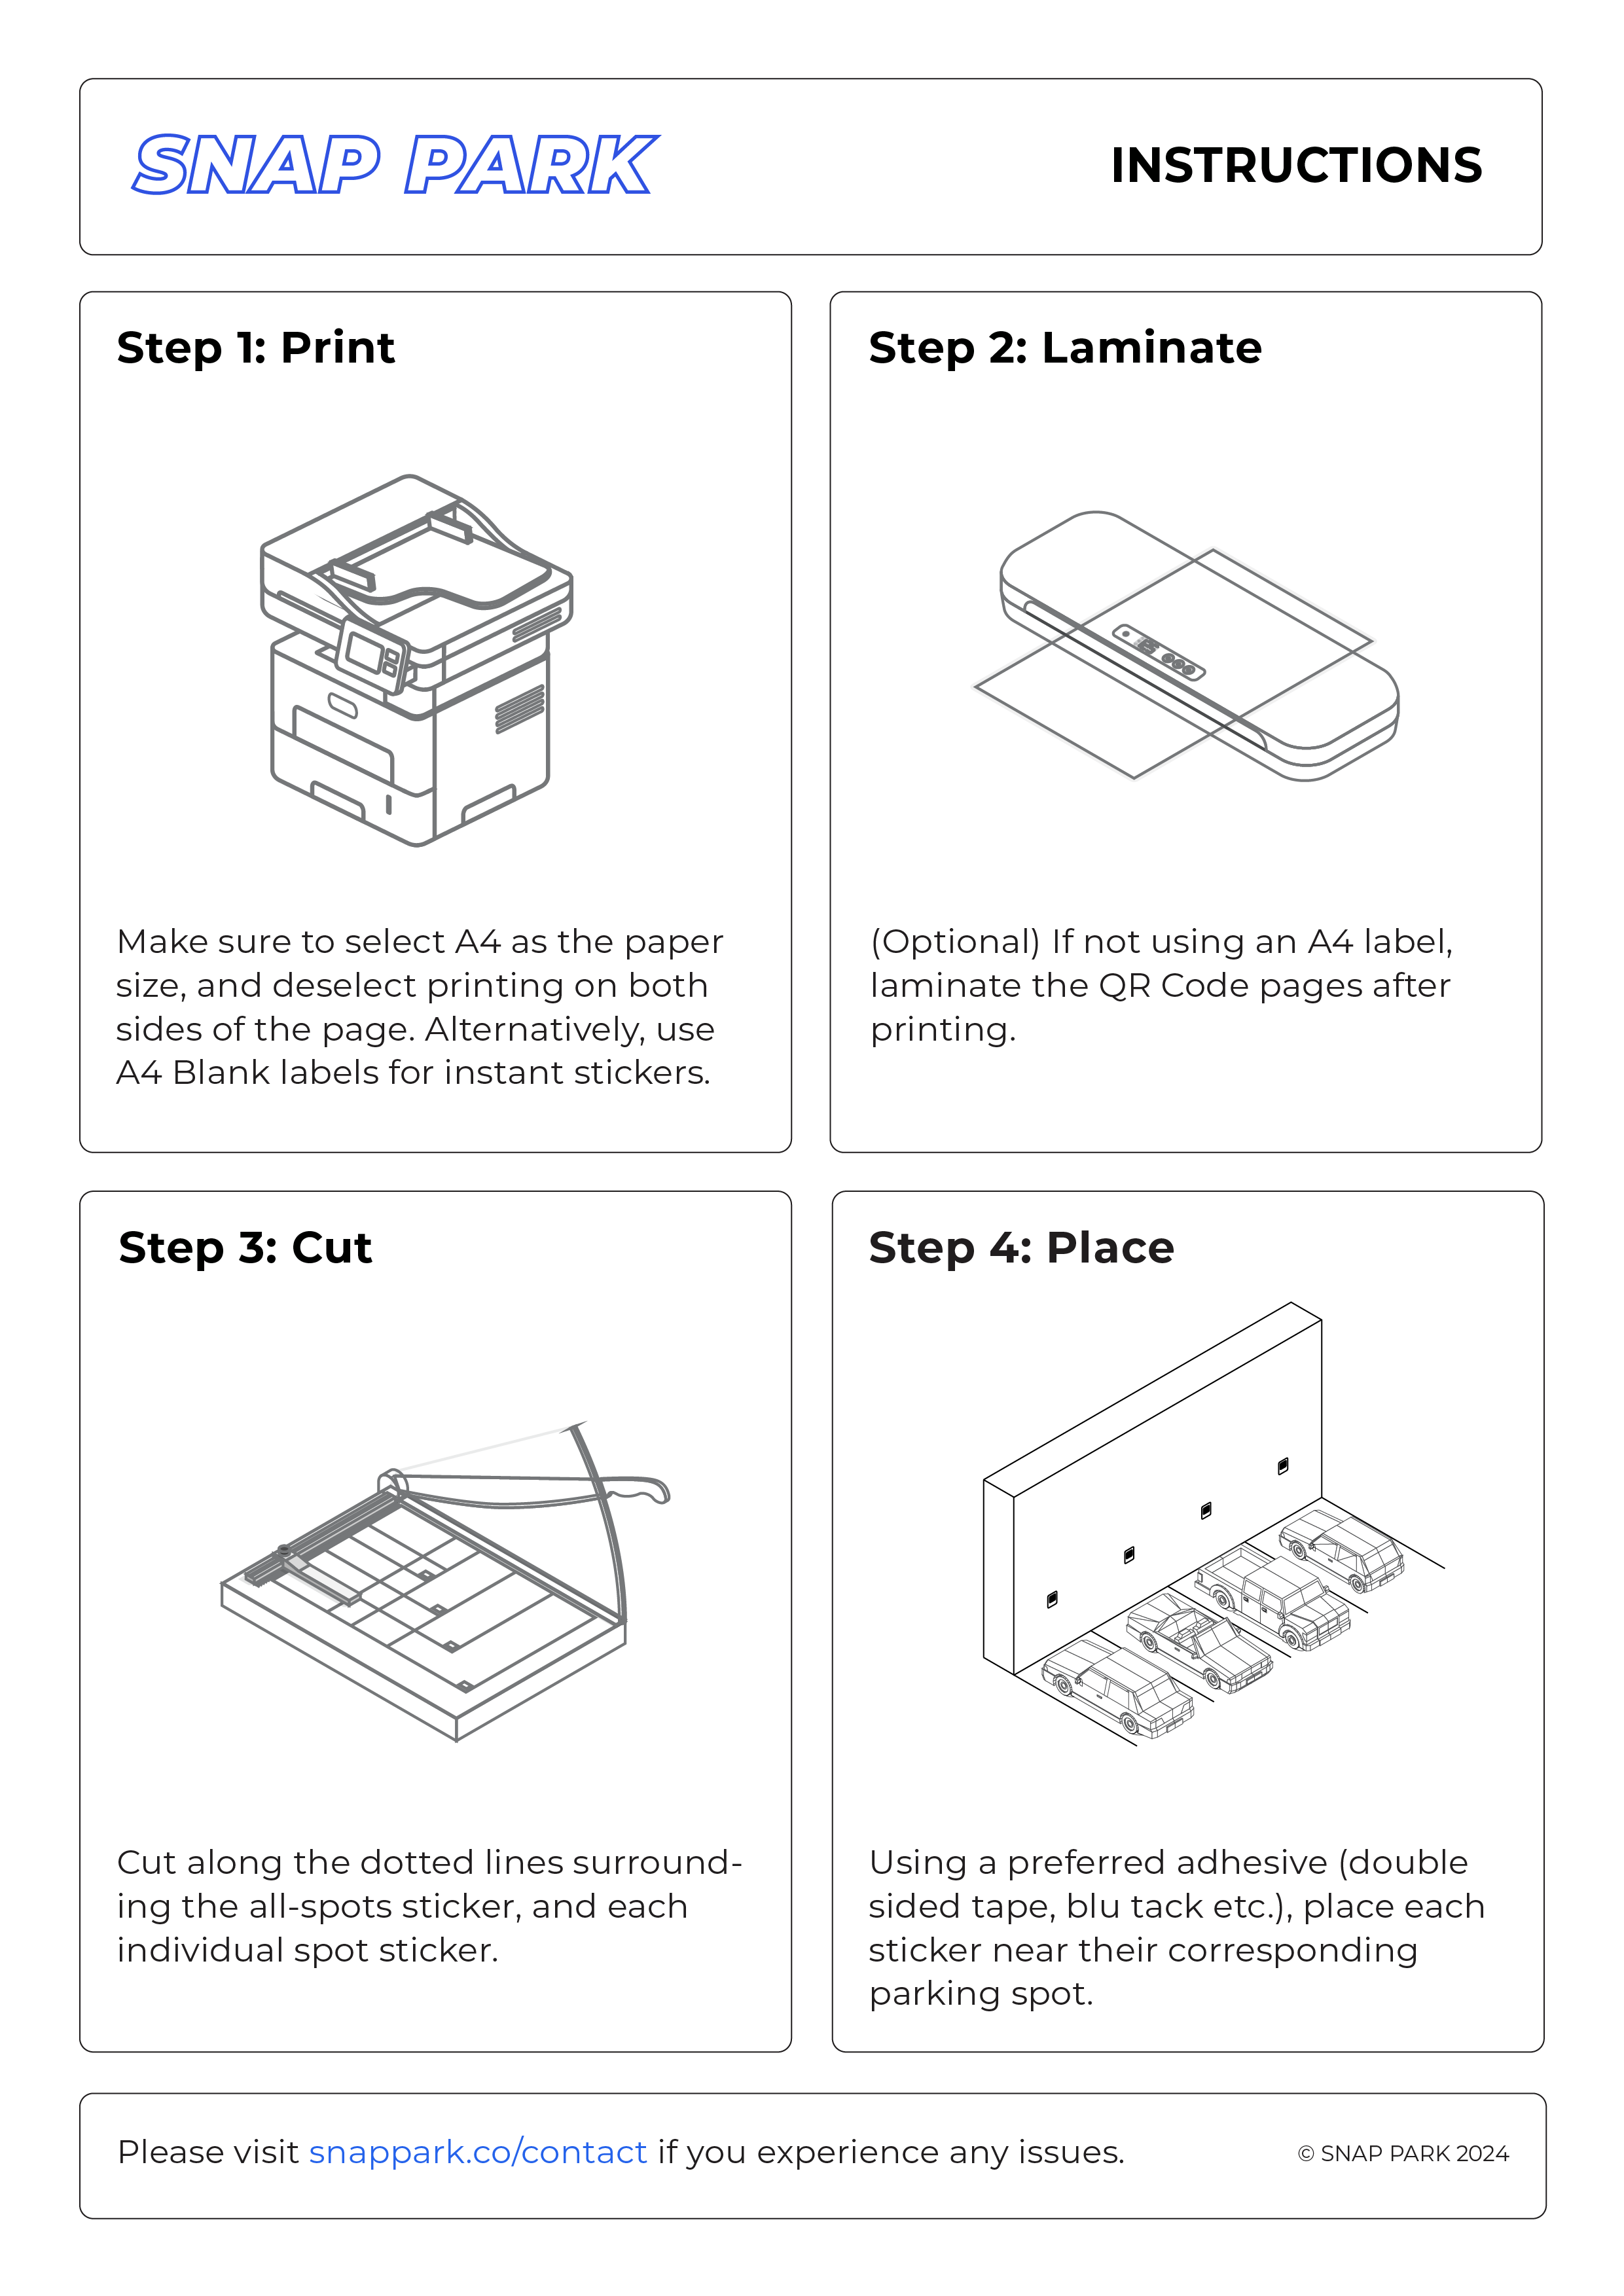 SNAP PARK
INSTRUCTIONS
Step 1: Print
Make sure to select A4 as the paper
size, and deselect printing on both
sides of the page. Alternatively, use
A4 Blank labels for instant stickers.
Step 2: Laminate
(Optional) If not using an A4 label,
laminate the QR Code pages after
printing.
Step 3: Cut
Cut along the dotted lines surround-
ing the all-spots sticker, and each
individual spot sticker.
Step 4: Place
Using a preferred adhesive (double
sided tape, blu tack etc.), place each
sticker near their corresponding
parking spot.
Please visit snappark.co/contact if you experience any issues.
© SNAP PARK 2024